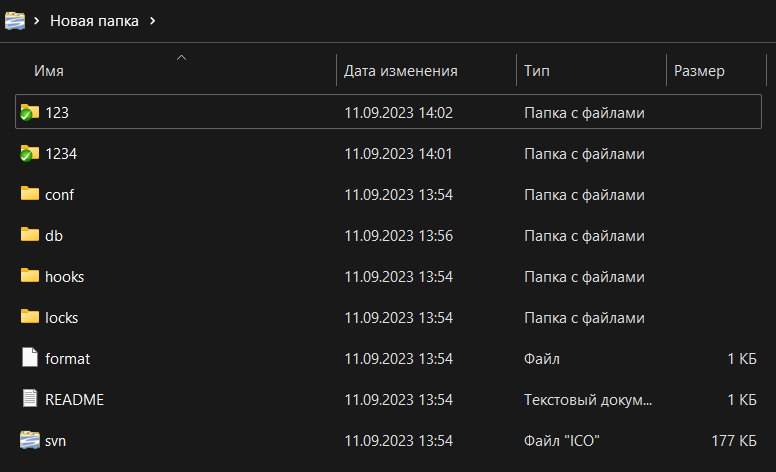 Новая папка
Имя Дата изменения Тип Размер
123 11.09.2023 14:02 Папка с файлами
1234 11.09.2023 14:01 Папка с файлами
conf 11.09.2023 13:54 Папка с файлами
db 11.09.2023 13:56 Папка с файлами
hooks 11.09.2023 13:54 Папка с файлами
locks 11.09.2023 13:54 Папка с файлами
format 11.09.2023 13:54 Файл 1 КБ
README 11.09.2023 13:54 Текстовый докум... 1 КБ
svn 11.09.2023 13:54 Файл "ICO" 177 КБ